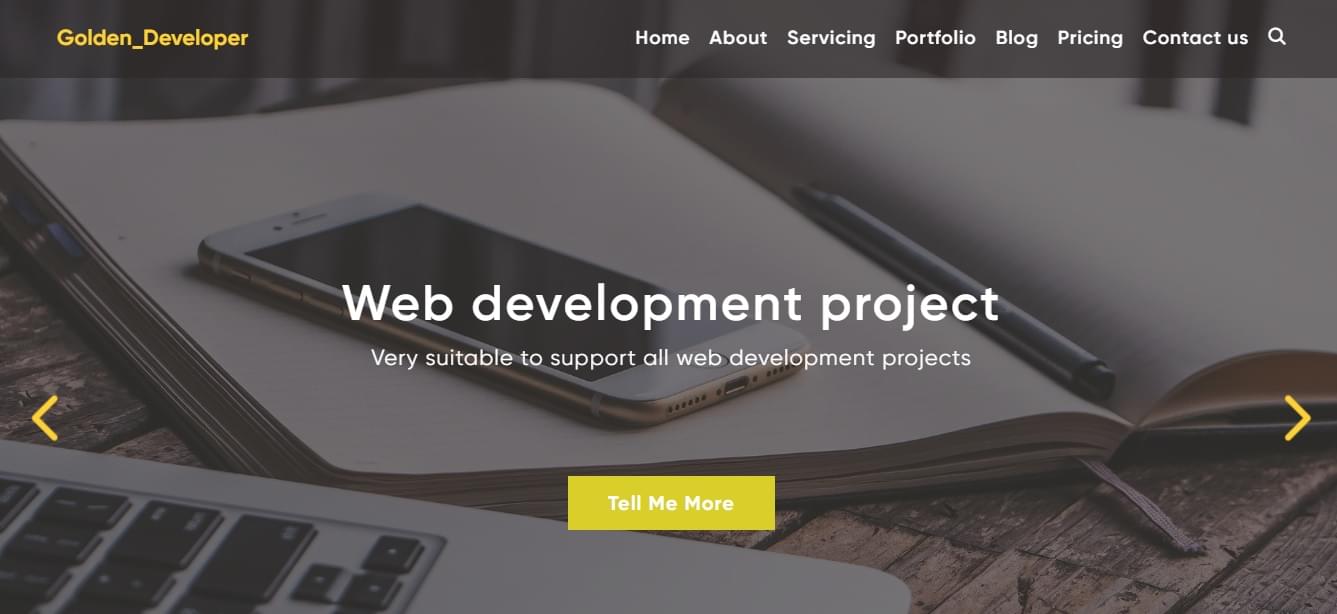 Golden_Developer
Home About Servicing Portfolio Blog Pricing Contact us
Web development project
Very suitable to support all web development projects
Tell Me More